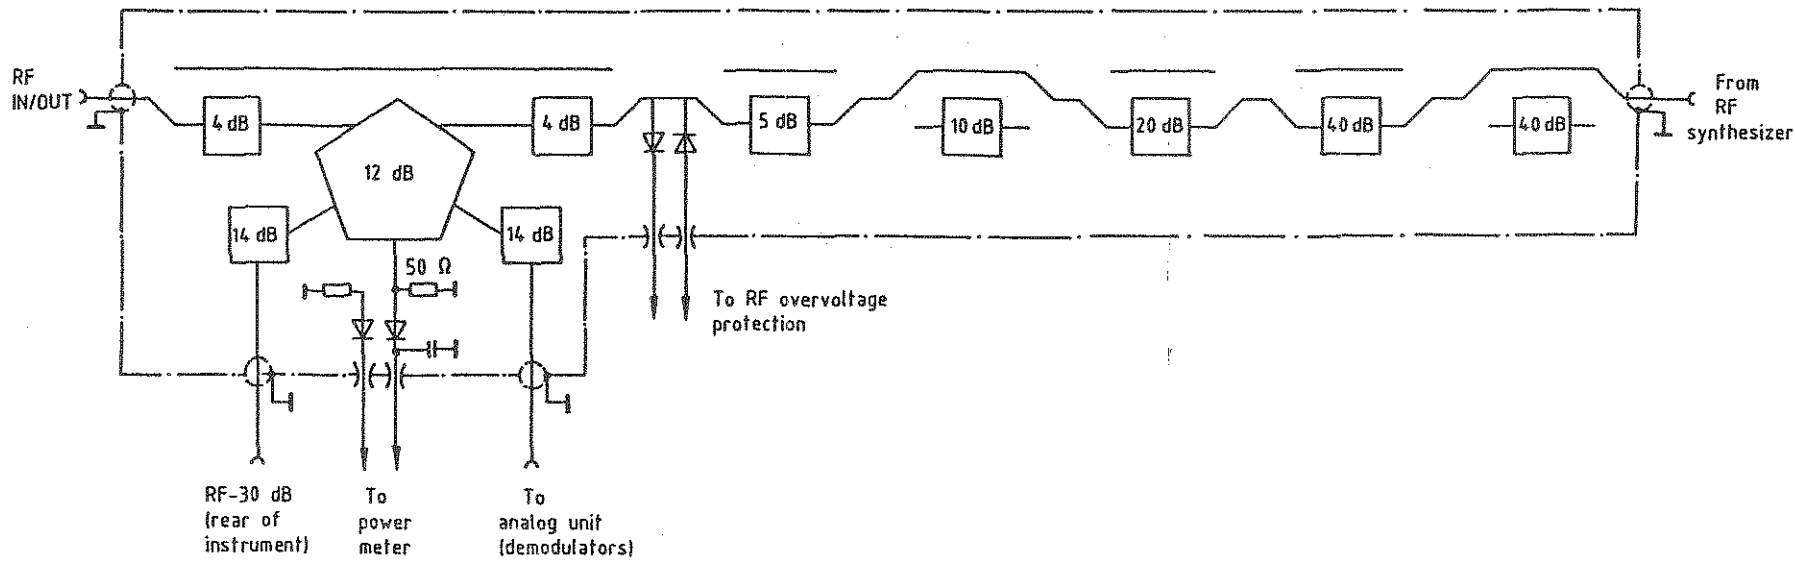 RF
IN/OUT
4 dB
4 dB
5 dB
10 dB
20 dB
40 dB
40 dB
From
RF
synthesizer
12 dB
14 dB
14 dB
50 Ω
To RF overvoltage
protection
RF-30 dB
(rear of
instrument)
To
power
meter
To
analog unit
(demodulators)